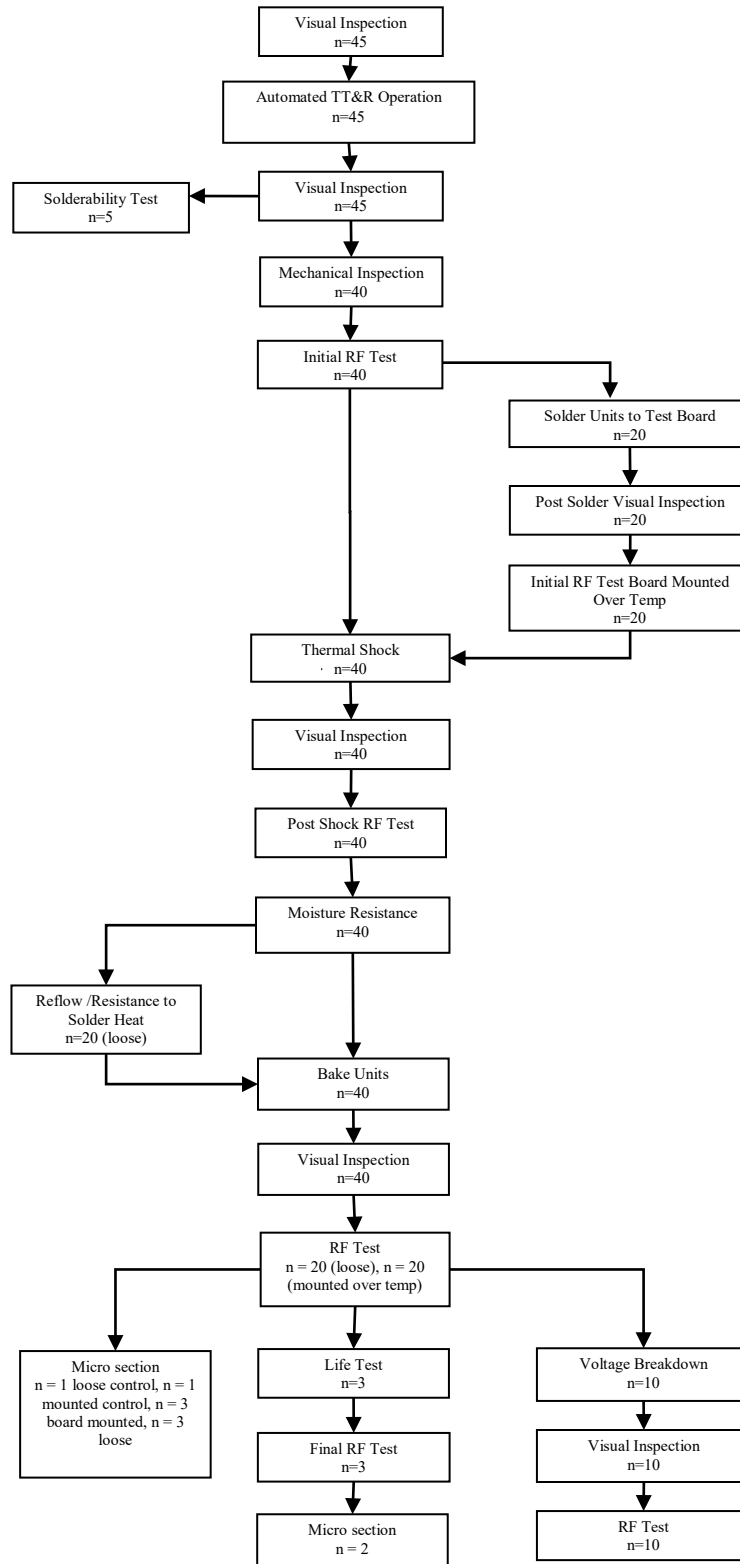 Visual Inspection
n=45
Automated TT&R Operation
n=45
Visual Inspection
n=45
Solderability Test
n=5
Mechanical Inspection
n=40
Initial RF Test
n=40
Solder Units to Test Board
n=20
Post Solder Visual Inspection
n=20
Initial RF Test Board Mounted
Over Temp
n=20
Thermal Shock
n=40
Visual Inspection
n=40
Post Shock RF Test
n=40
Moisture Resistance
n=40
Reflow /Resistance to
Solder Heat
n=20 (loose)
Bake Units
n=40
Visual Inspection
n=40
RF Test
n = 20 (loose), n = 20
(mounted over temp)
Micro section
n = 1 loose control, n = 1
mounted control, n = 3
board mounted, n = 3
loose
Life Test
n=3
Final RF Test
n=3
Micro section
n = 2
Voltage Breakdown
n=10
Visual Inspection
n=10
RF Test
n=10